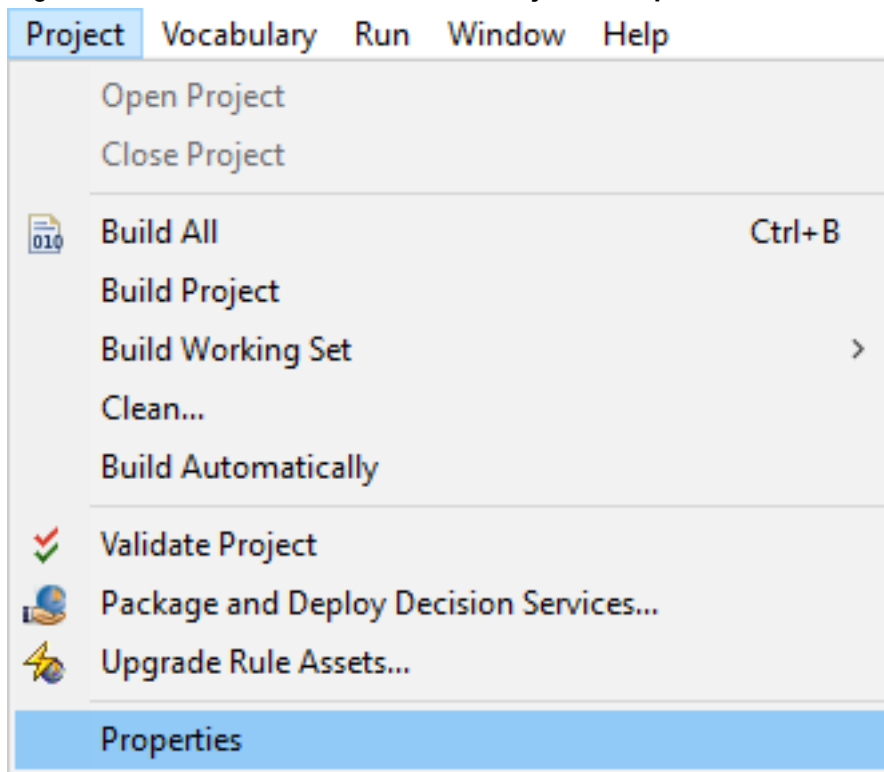 Project Vocabulary Run Window Help
Open Project
Close Project
010 Build All Ctrl+B
Build Project
Build Working Set >
Clean...
Build Automatically
Validate Project
Package and Deploy Decision Services...
Upgrade Rule Assets...
Properties